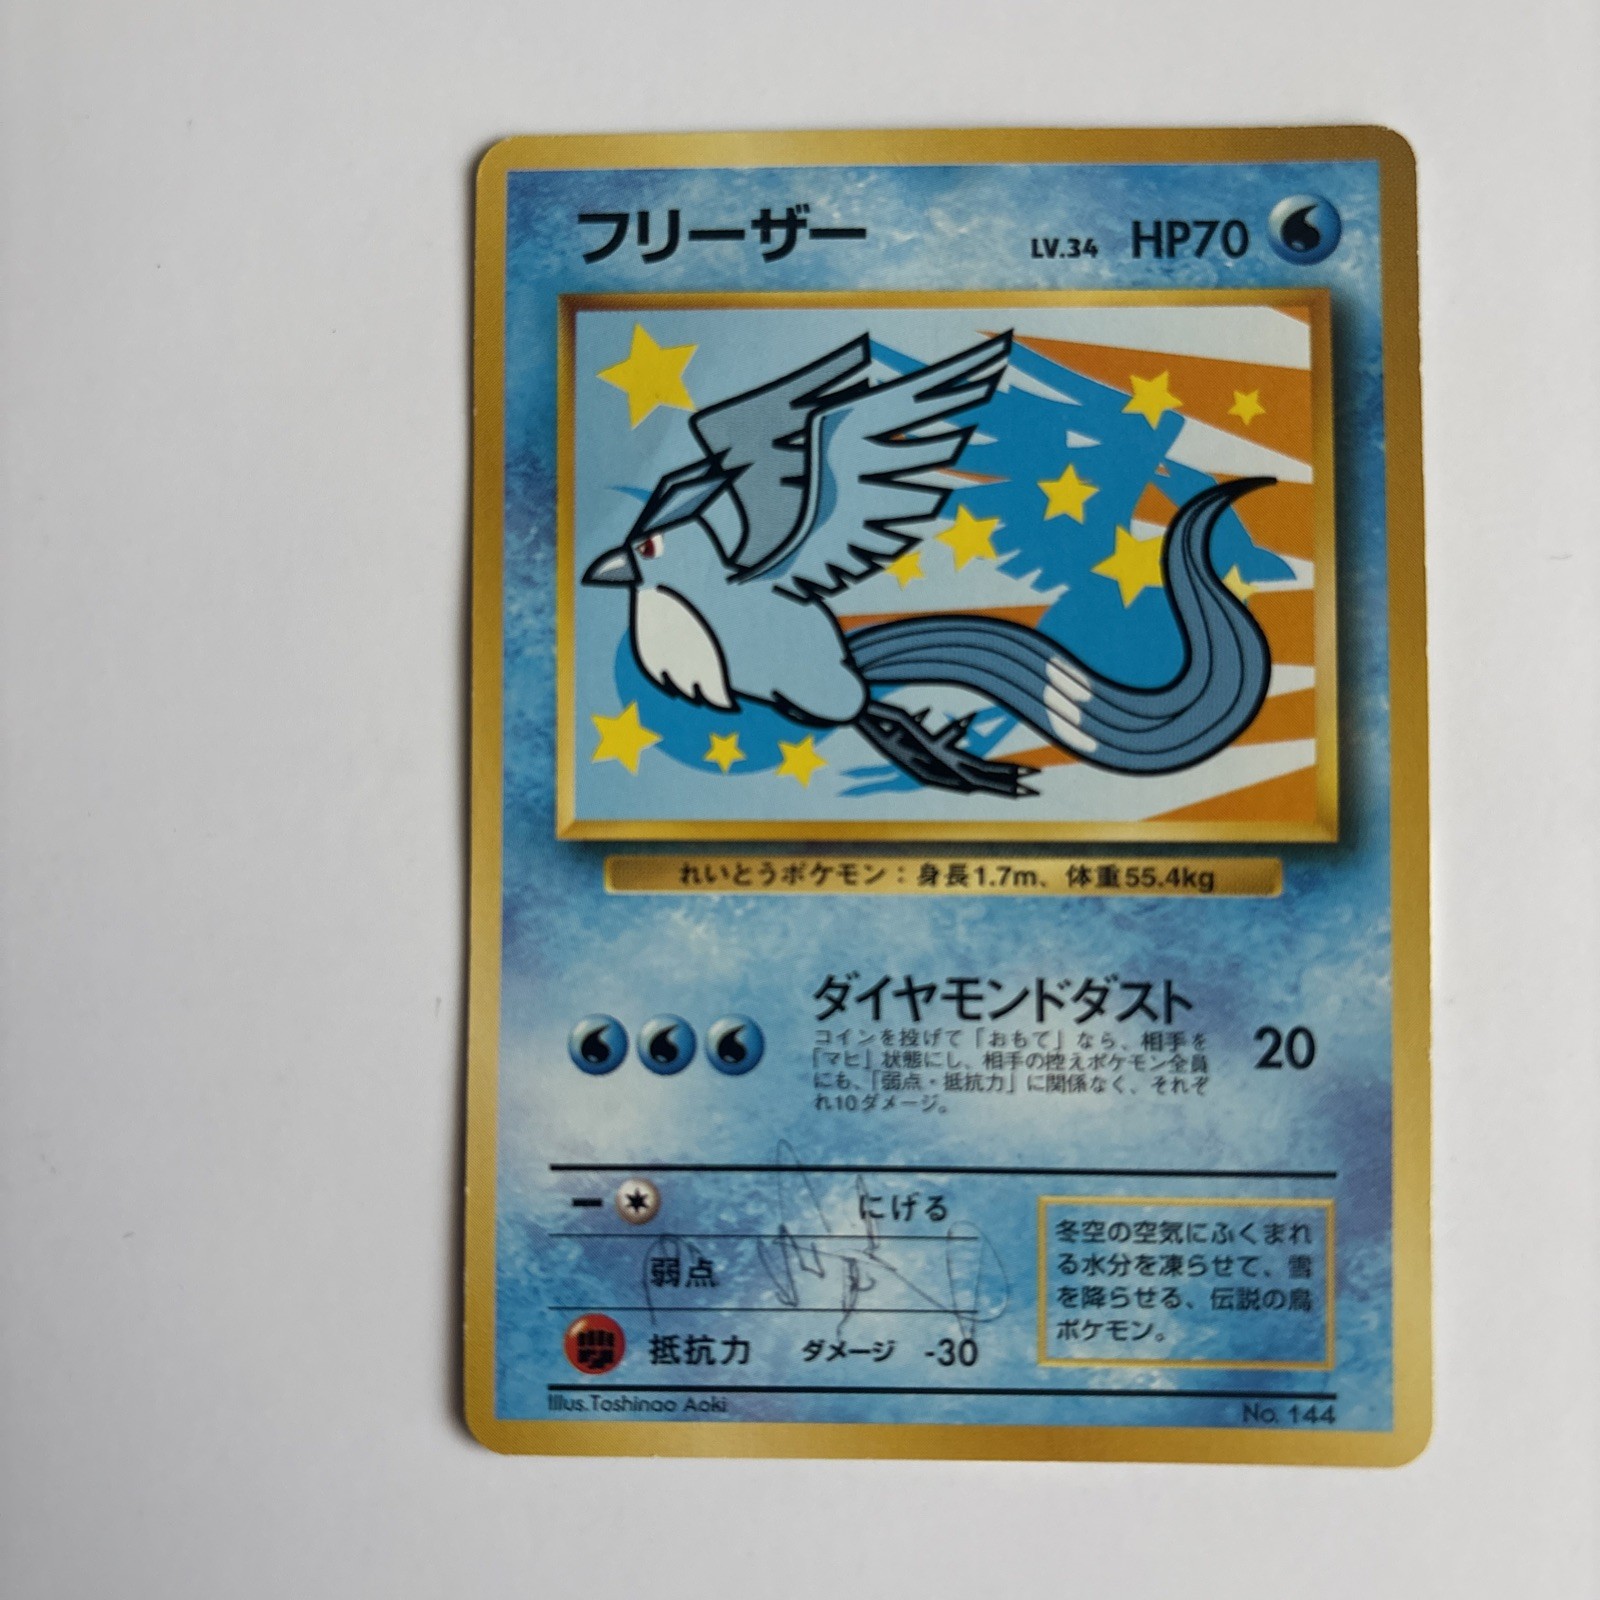 フリーザー LV.34 HP70
れいとうポケモン：身長1.7m、体重55.4kg
ダイヤモンドダスト 20
コインを投げて「おもて」なら、相手を
「マヒ」状態にし、相手の控えポケモン全員
にも、「弱点・抵抗力」に関係なく、それぞ
れ10ダメージ。
ー にげる
弱点
抵抗力 ダメージ -30
冬空の空気にふくまれ
る水分を凍らせて、雪
を降らせる、伝説の鳥
ポケモン。
Illus.Toshinao Aoki
No. 144